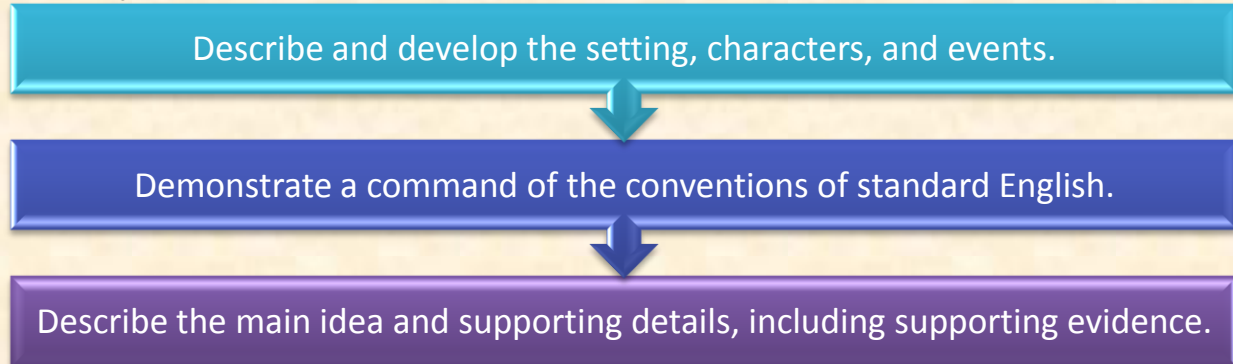 Describe and develop the setting, characters, and events.
Demonstrate a command of the conventions of standard English.
Describe the main idea and supporting details, including supporting evidence.